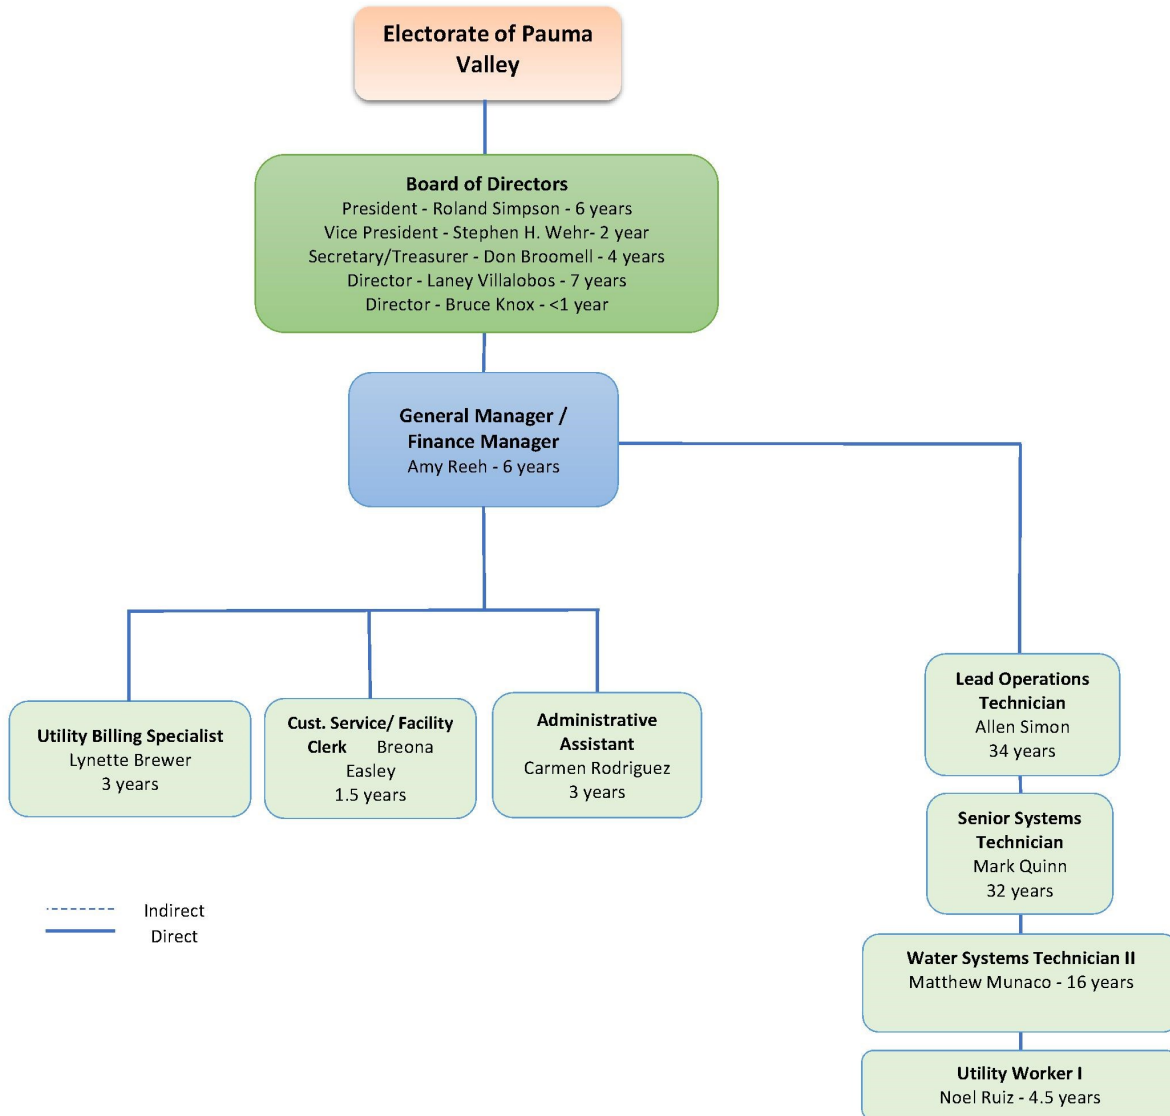 Electorate of Pauma
Valley
Board of Directors
President - Roland Simpson - 6 years
Vice President - Stephen H. Wehr- 2 year
Secretary/Treasurer - Don Broomell - 4 years
Director - Laney Villalobos - 7 years
Director - Bruce Knox - <1 year
General Manager /
Finance Manager
Amy Reeh - 6 years
Utility Billing Specialist
Lynette Brewer
3 years
Cust. Service/ Facility
Clerk Breona
Easley
1.5 years
Administrative
Assistant
Carmen Rodriguez
3 years
Lead Operations
Technician
Allen Simon
34 years
Senior Systems
Technician
Mark Quinn
32 years
Water Systems Technician II
Matthew Munaco - 16 years
Utility Worker I
Noel Ruiz - 4.5 years
Indirect
Direct